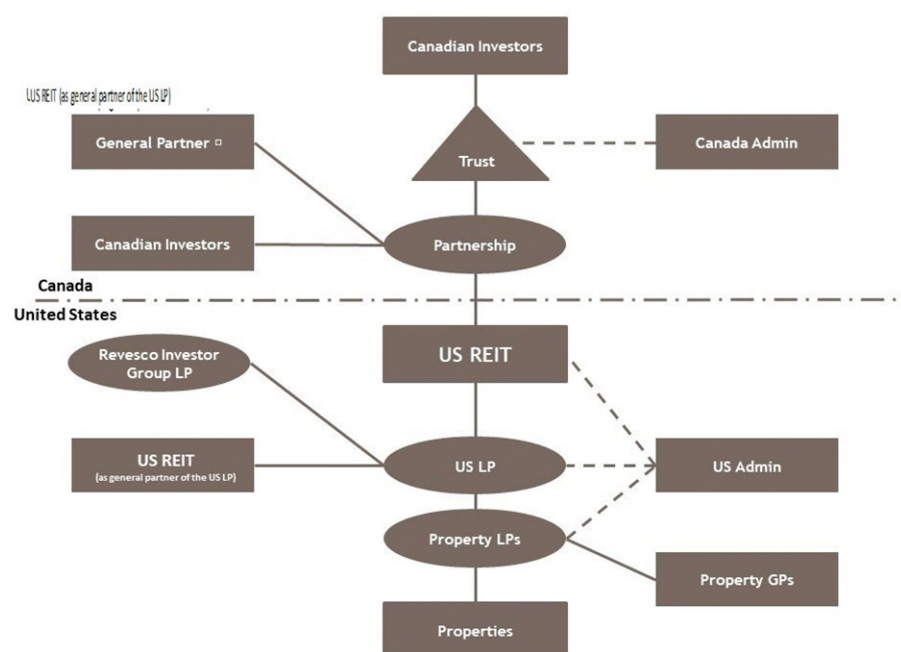 Canadian Investors
UUS REIT (as general partner of the US LP)
General Partner □
Trust
Canada Admin
Canadian Investors
Partnership
Canada
United States
Revesco Investor
Group LP
US REIT
US REIT
(as general partner of the US LP)
US LP
US Admin
Property LPs
Property GPs
Properties